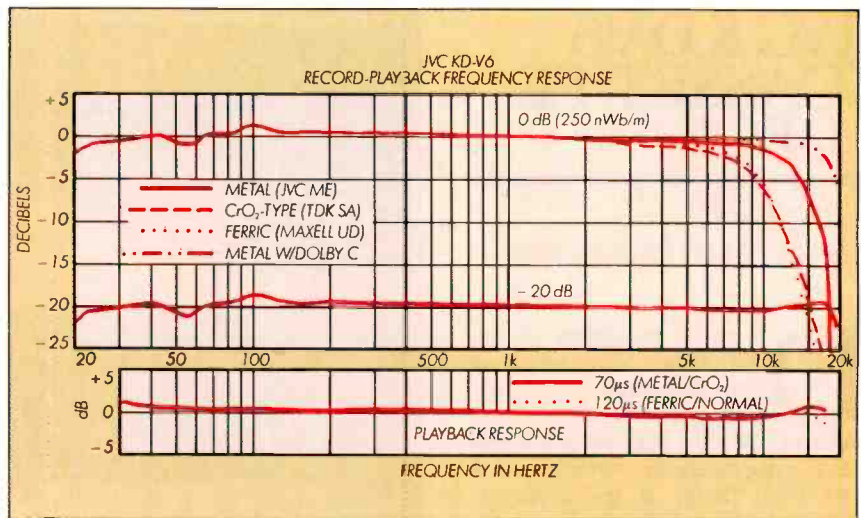 JVC KD-V6
RECORD-PLAYBACK FREQUENCY RESPONSE
+5
0 dB (250 nWb/m)
0
-5
METAL (JVC ME)
CrO₂-TYPE (TDK SA)
-10
FERRIC (MAXELL UD)
METAL W/DOLBY C
-15
DECIBELS
-20 dB
-20
-25
20 50 100 500 1k 5k 10k 20k
+5
70µs (METAL/CrO₂)
120µs (FERRIC/NORMAL)
0
dB
PLAYBACK RESPONSE
-5
FREQUENCY IN HERTZ